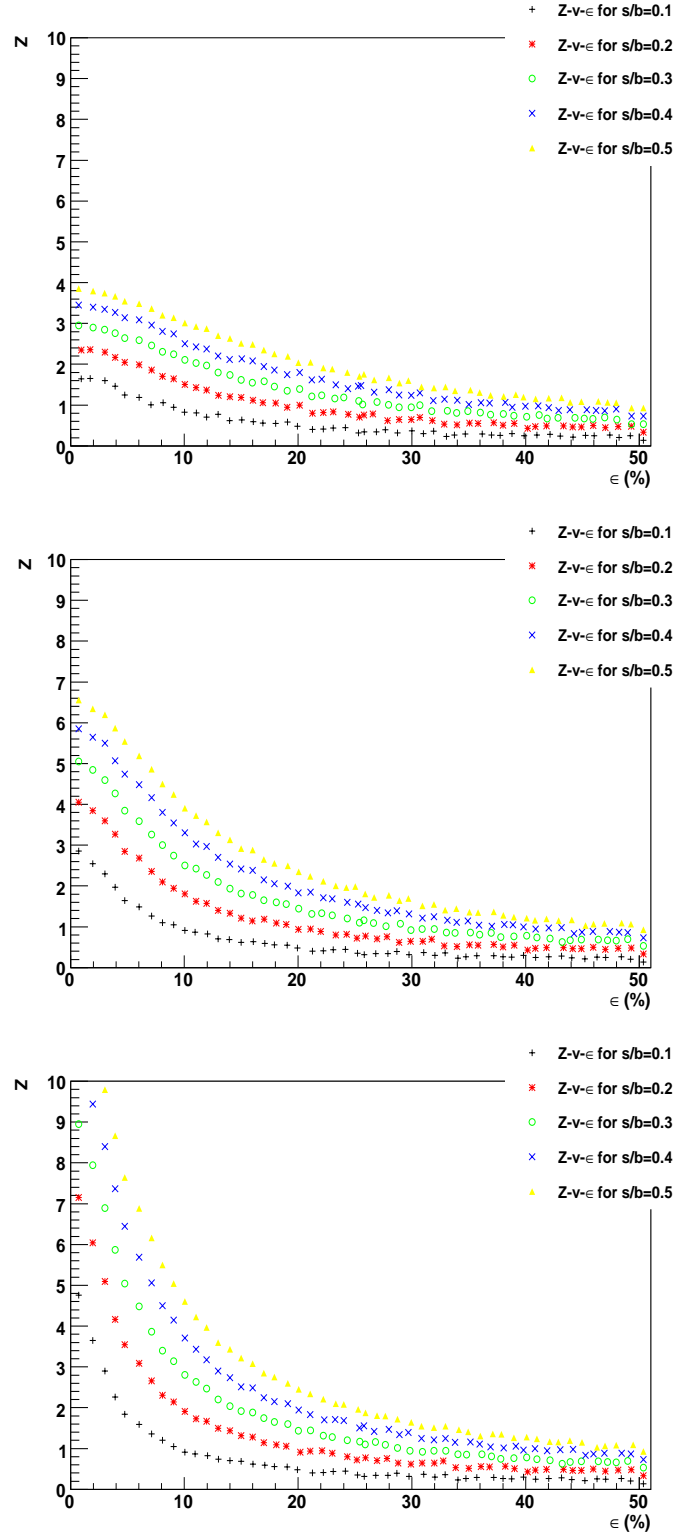 Z-v-∈ for s/b=0.1
Z-v-∈ for s/b=0.2
Z-v-∈ for s/b=0.3
Z-v-∈ for s/b=0.4
Z-v-∈ for s/b=0.5
Z
10
9
8
7
6
5
4
3
2
1
0
0 10 20 30 40 50
∈ (%)
Z-v-∈ for s/b=0.1
Z-v-∈ for s/b=0.2
Z-v-∈ for s/b=0.3
Z-v-∈ for s/b=0.4
Z-v-∈ for s/b=0.5
Z
10
9
8
7
6
5
4
3
2
1
0
0 10 20 30 40 50
∈ (%)
Z-v-∈ for s/b=0.1
Z-v-∈ for s/b=0.2
Z-v-∈ for s/b=0.3
Z-v-∈ for s/b=0.4
Z-v-∈ for s/b=0.5
Z
10
9
8
7
6
5
4
3
2
1
0
0 10 20 30 40 50
∈ (%)